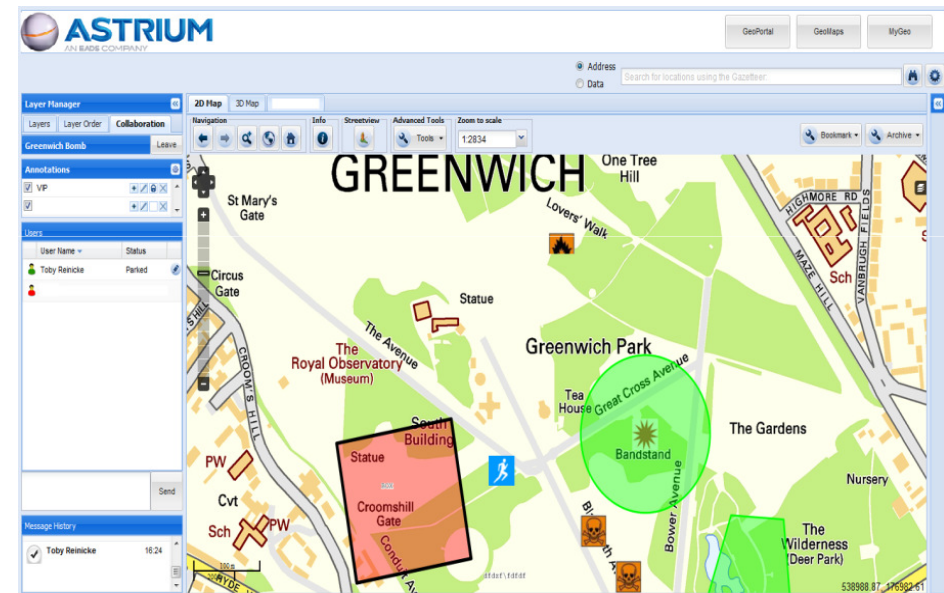 ASTRIUM
AN EADS COMPANY
GeoPortal
GeoMaps
MyGeo
Address
Data
Search for locations using the Gazetteer
Layer Manager
2D Map
3D Map
Layers
Layer Order
Collaboration
Navigation
Info
Streetview
Advanced Tools
Zoom to scale
Greenwich Bomb
Leave
Tools
1:2834
Bookmark
Archive
Annotations
VIP
Users
User Name
Status
Toby Reinicke
Parked
Send
Message History
Toby Reinicke
16:24
GREENWICH
One Tree
Hill
St Mary's
Gate
Lovers' Walk
HIGHMORE RD
MAZE HILL
VANBRUGH FIELDS
Sch
Circus
Gate
Statue
The Avenue
The
Royal Observatory
(Museum)
Greenwich Park
CROOM'S HILL
Tea
House
Great Cross Avenue
South
Building
The Gardens
Statue
Bandstand
PW
Nursery
Cvt
Croomshill
Gate
Sch
PW
Bower Avenue
The
Wilderness
(Deer Park)
100 m
538988.87, 176982.61